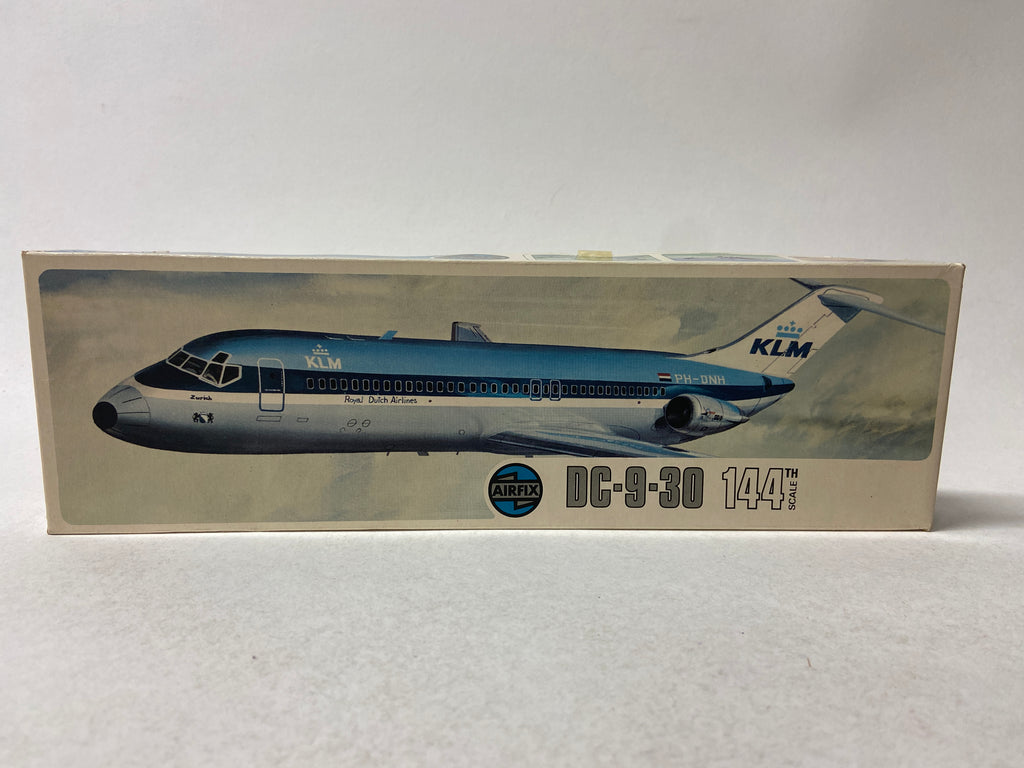 KLM
KLM
PH-DNH
Zurich
Royal Dutch Airlines
AIRFIX
DC-9-30
144TH
SCALE